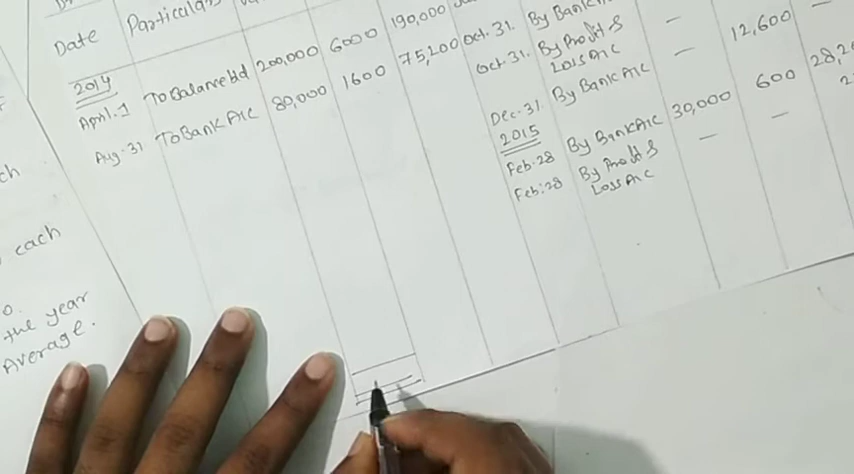 Date Particulars
2014
April-1 To Balance b/d 200,000 6000 190,000
Aug-31 To Bank A/C 80,000 1600 75,200
Oct. 31. By Bank
Oct. 31. By Profit &
Loss A/C — 12,600 —
Dec-31. By Bank A/C —
2015
Feb-28 By Bank A/C 30,000 600
Feb:28 By Profit &
Loss A/C — —
each
o.
the year
Average.